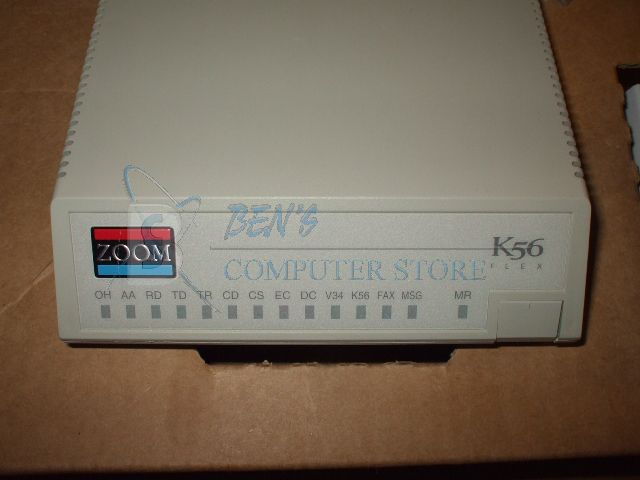 BEN'S
COMPUTER STORE
ZOOM
K56
FLEX
OH AA RD TD TR CD CS EC DC V34 K56 FAX MSG MR